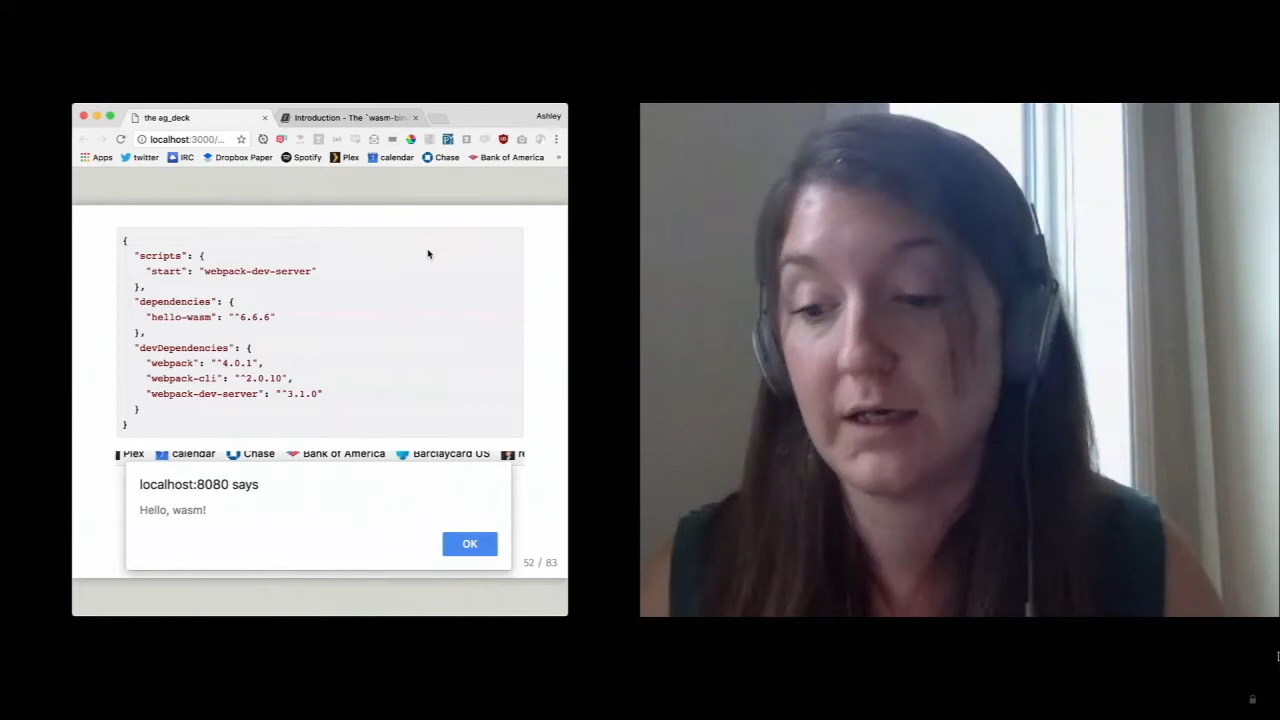 the ag_deck
Introduction - The `wasm-bin
Ashley
localhost:3000/...
Apps twitter IRC Dropbox Paper Spotify Plex calendar Chase Bank of America »
{
"scripts": {
"start": "webpack-dev-server"
},
"dependencies": {
"hello-wasm": "^6.6.6"
},
"devDependencies": {
"webpack": "^4.0.1",
"webpack-cli": "^2.0.10",
"webpack-dev-server": "^3.1.0"
}
}
Plex calendar Chase Bank of America Barclaycard US re
localhost:8080 says
Hello, wasm!
OK
52 / 83